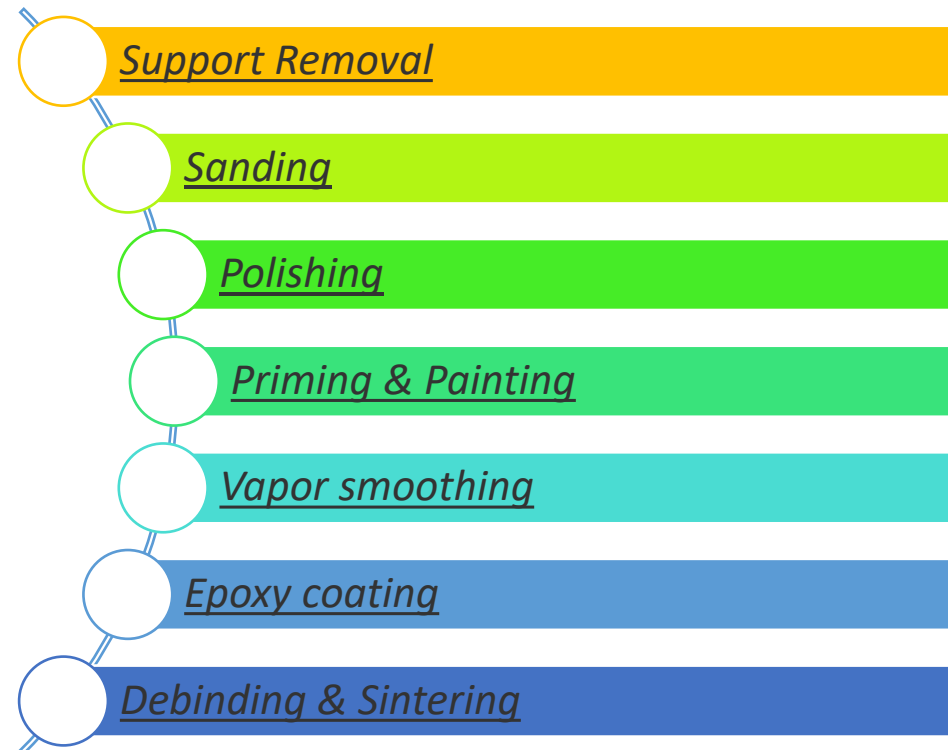 Support Removal
Sanding
Polishing
Priming & Painting
Vapor smoothing
Epoxy coating
Debinding & Sintering